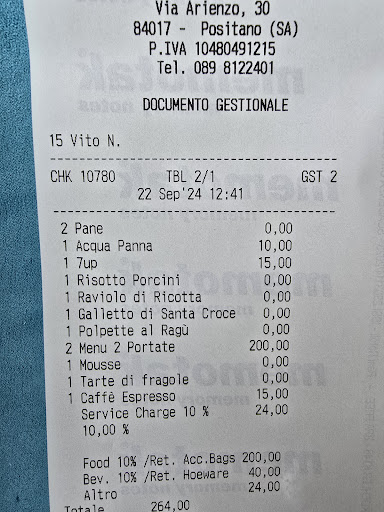 Via Arienzo, 30
84017 - Positano (SA)
P.IVA 10480491215
Tel. 089 8122401
DOCUMENTO GESTIONALE
15 Vito N.
CHK 10780 TBL 2/1 GST 2
22 Sep'24 12:41
2 Pane 0,00
1 Acqua Panna 10,00
1 7up 15,00
1 Risotto Porcini 0,00
1 Raviolo di Ricotta 0,00
1 Galletto di Santa Croce 0,00
1 Polpette al Ragù 0,00
2 Menu 2 Portate 200,00
1 Mousse 0,00
1 Tarte di fragole 0,00
1 Caffè Espresso 15,00
Service Charge 10 % 24,00
10,00 %
Food 10% /Ret. Acc.Bags 200,00
Bev. 10% /Ret. Hoeware 40,00
Altro 24,00
Totale 264,00